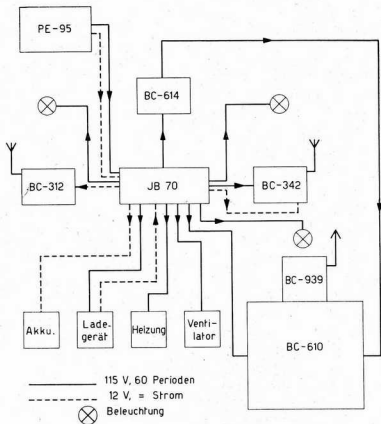 PE-95
BC-614
BC-312
JB 70
BC-342
BC-939
Akku.
Lade-
gerät
Heizung
Venti-
lator
BC-610
115 V, 60 Perioden
12 V, = Strom
Beleuchtung